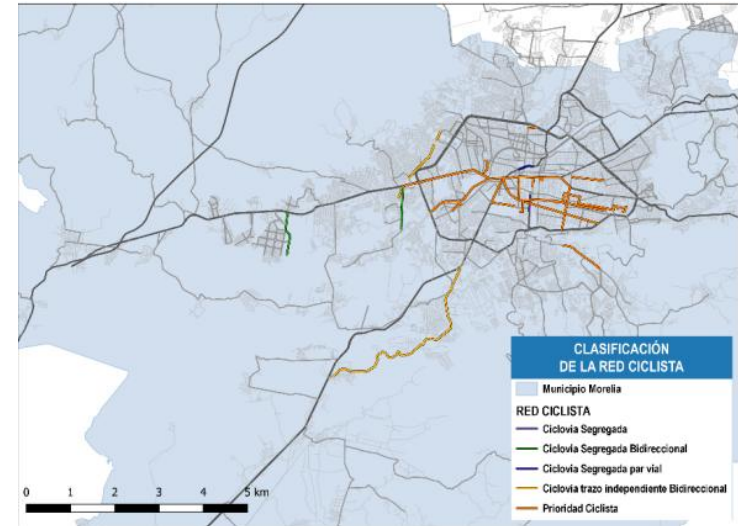 CLASIFICACIÓN
DE LA RED CICLISTA
Municipio Morelia
RED CICLISTA
Ciclovia Segregada
Ciclovia Segregada Bidireccional
Ciclovia Segregada par vial
Ciclovia trazo independiente Bidireccional
Prioridad Ciclista
0 1 2 3 4 5 km